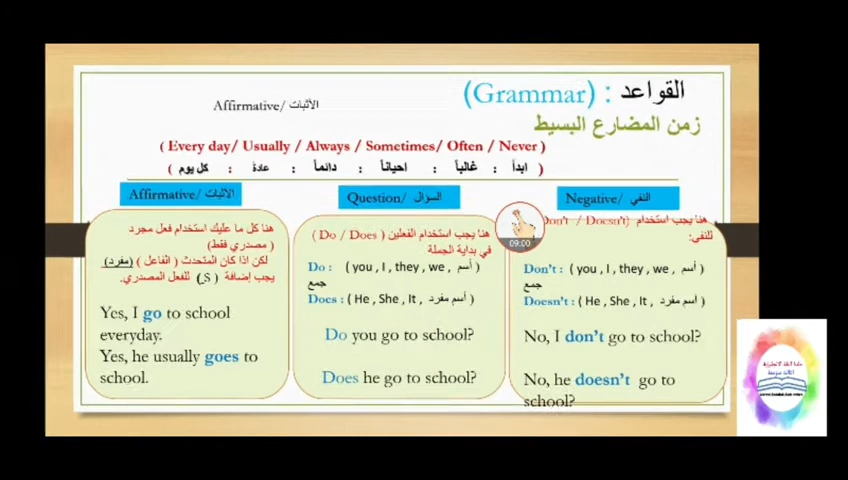 القواعد : (Grammar)
Affirmative/ الأثبات
زمن المضارع البسيط
( Every day/ Usually / Always / Sometimes/ Often / Never )
( ابدأ : غالباً : احياناً : دائماً : عادة : كل يوم )
Affirmative/ الاثبات
هنا كل ما عليك استخدام فعل مجرد
( مصدري فقط)
لكن اذا كان المتحدث ( الفاعل ) (مفرد)
يجب إضافة ( S ) للفعل المصدري.
Yes, I go to school
everyday.
Yes, he usually goes to
school.
Question/ السؤال
هنا يجب استخدام الفعلين ( Do / Does )
في بداية الجملة
Do : ( you , I , they , we , أسم )
جمع
Does : ( He , She , It , أسم مفرد )
Do you go to school?
Does he go to school?
Negative/ النفي
هنا يجب استخدام (Don't / Doesn't)
للنفي:
Don't : ( you , I , they , we , أسم )
جمع
Doesn't : ( He , She , It , أسم مفرد )
No, I don't go to school?
No, he doesn't go to
school?
09:00